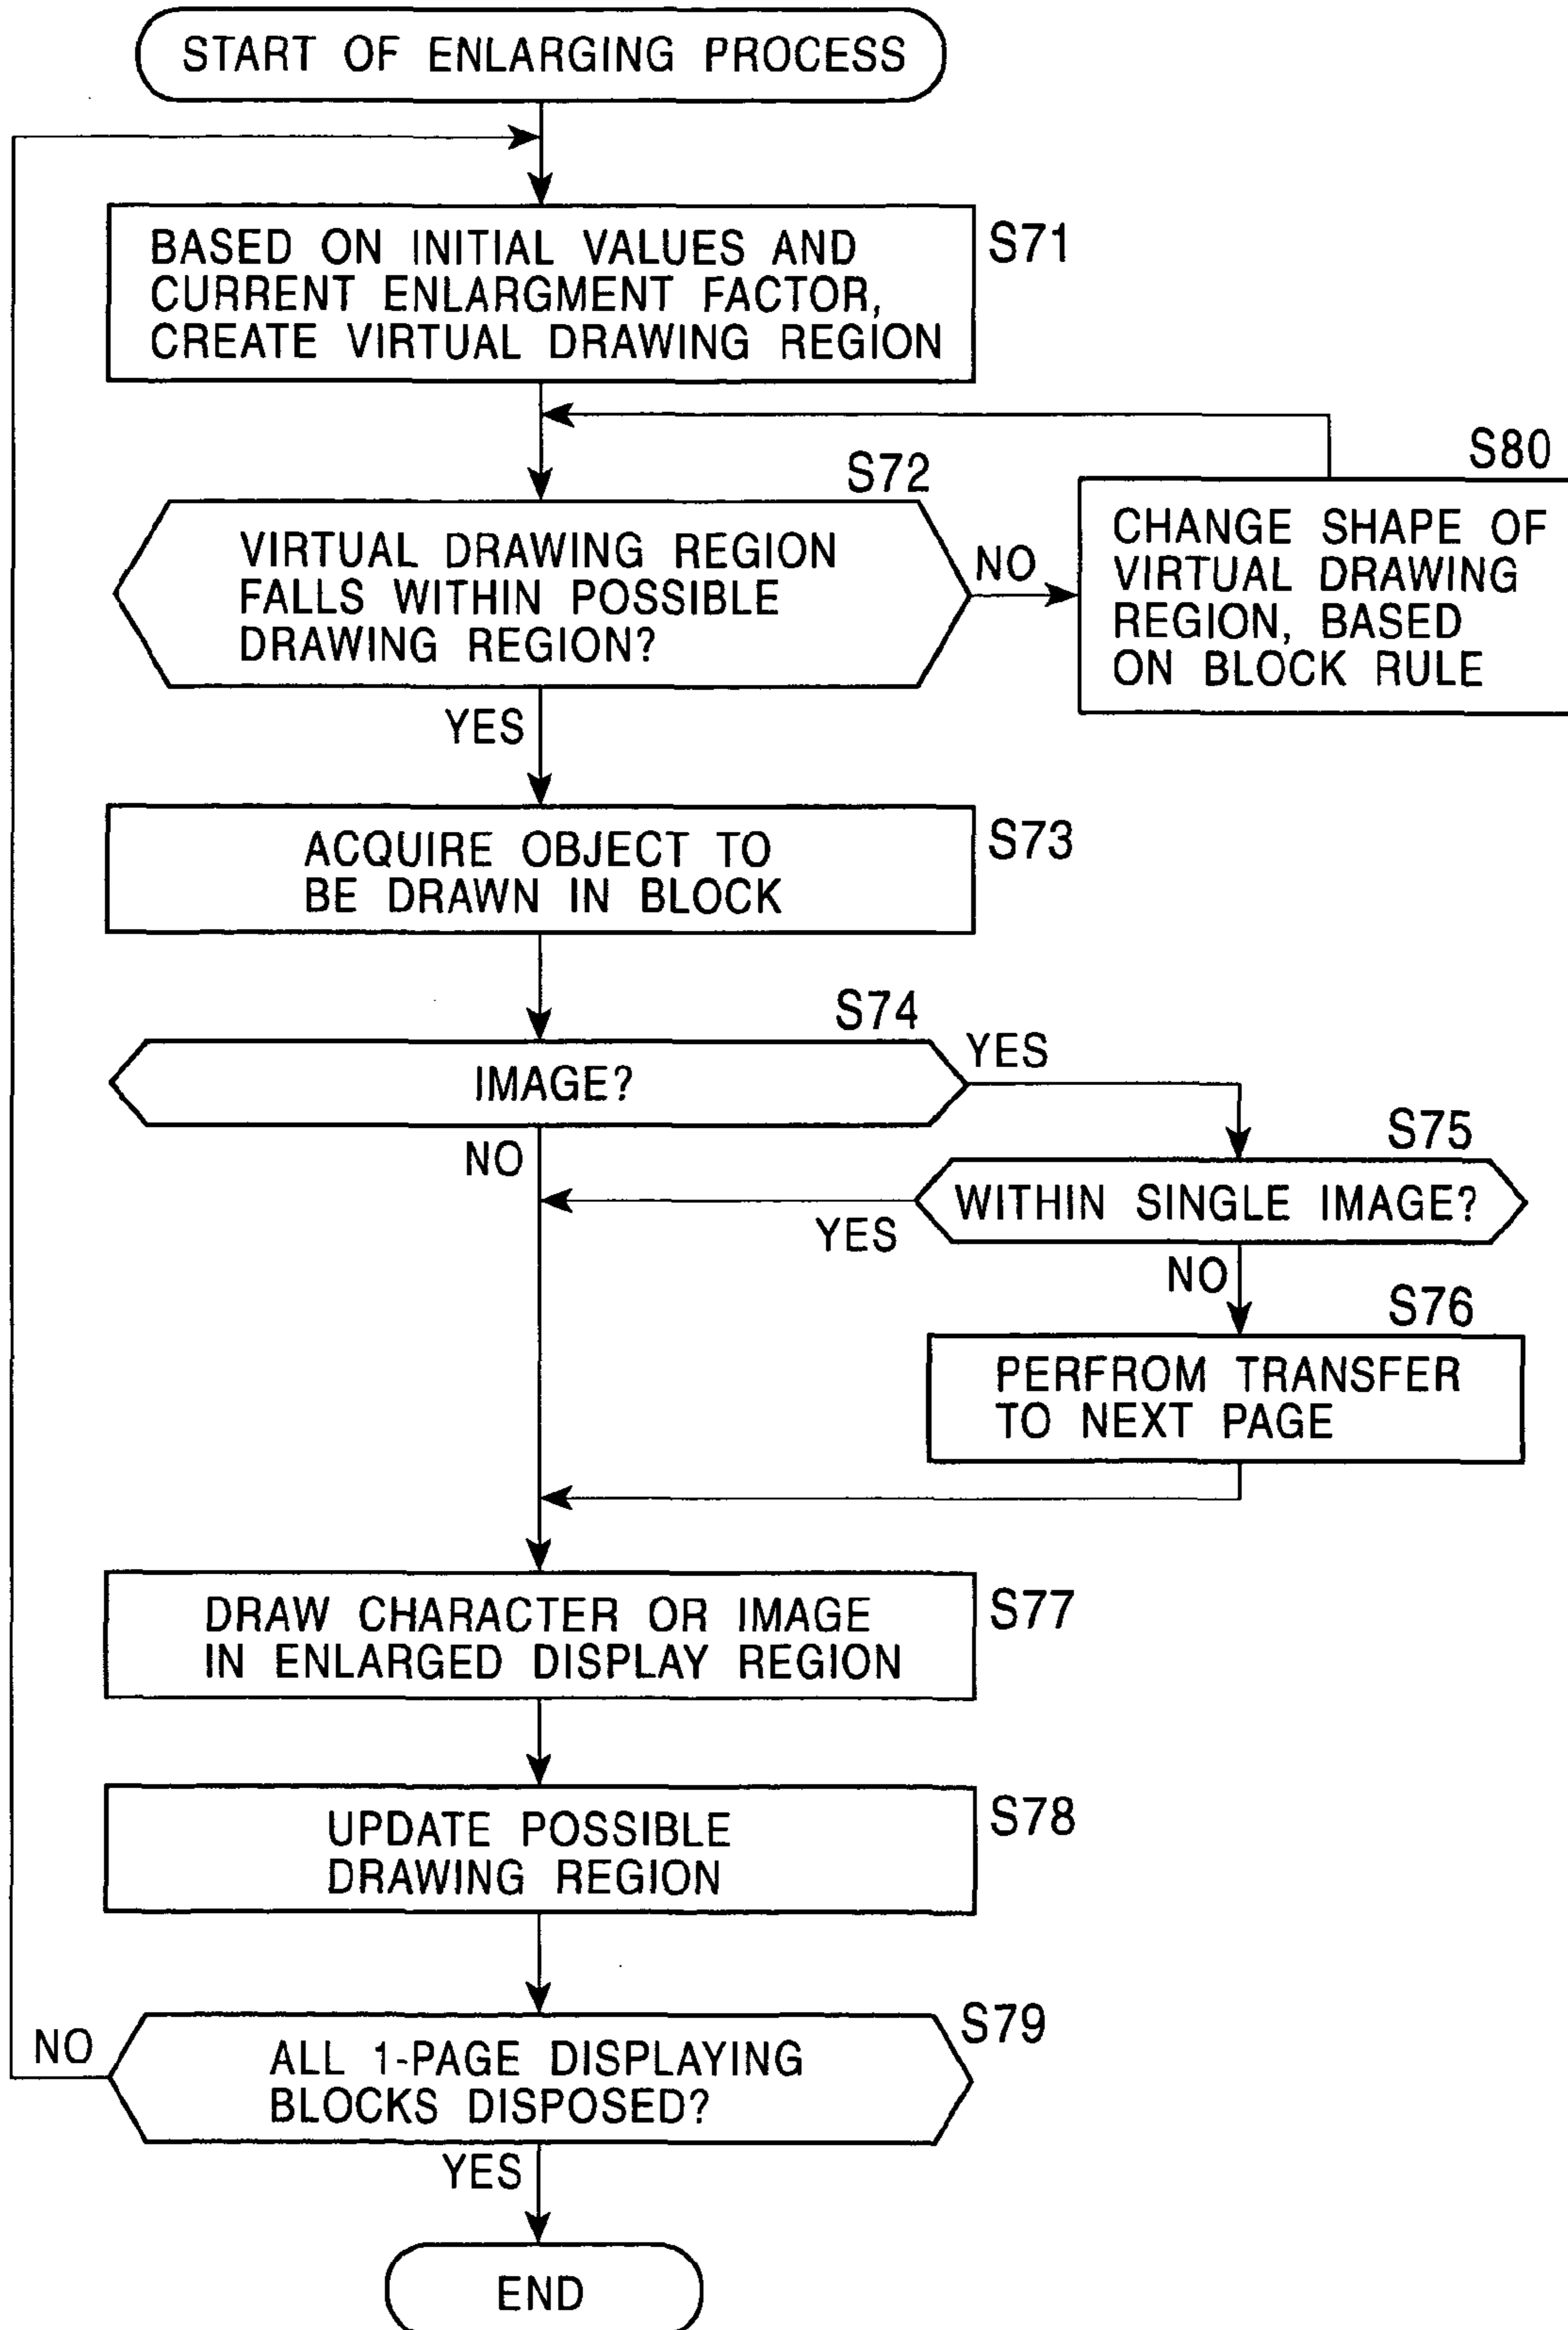 START OF ENLARGING PROCESS
BASED ON INITIAL VALUES AND
CURRENT ENLARGMENT FACTOR,
CREATE VIRTUAL DRAWING REGION
S71
S72
VIRTUAL DRAWING REGION
FALLS WITHIN POSSIBLE
DRAWING REGION?
NO
S80
CHANGE SHAPE OF
VIRTUAL DRAWING
REGION, BASED
ON BLOCK RULE
YES
ACQUIRE OBJECT TO
BE DRAWN IN BLOCK
S73
S74
IMAGE?
YES
NO
S75
WITHIN SINGLE IMAGE?
YES
NO
S76
PERFROM TRANSFER
TO NEXT PAGE
DRAW CHARACTER OR IMAGE
IN ENLARGED DISPLAY REGION
S77
UPDATE POSSIBLE
DRAWING REGION
S78
S79
NO
ALL 1-PAGE DISPLAYING
BLOCKS DISPOSED?
YES
END